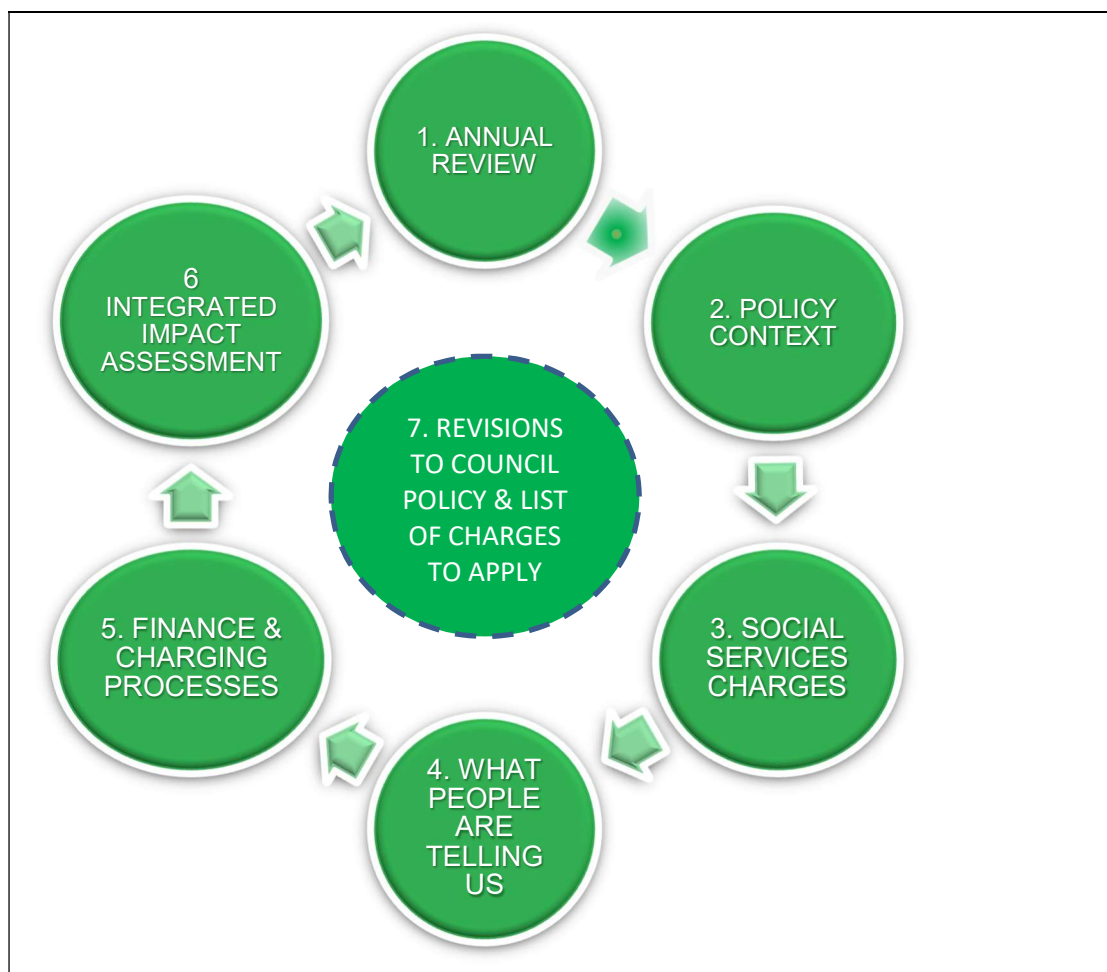 1. ANNUAL
REVIEW
2. POLICY
CONTEXT
3. SOCIAL
SERVICES
CHARGES
4. WHAT
PEOPLE
ARE
TELLING
US
5. FINANCE &
CHARGING
PROCESSES
6
INTEGRATED
IMPACT
ASSESSMENT
7. REVISIONS
TO COUNCIL
POLICY & LIST
OF CHARGES
TO APPLY